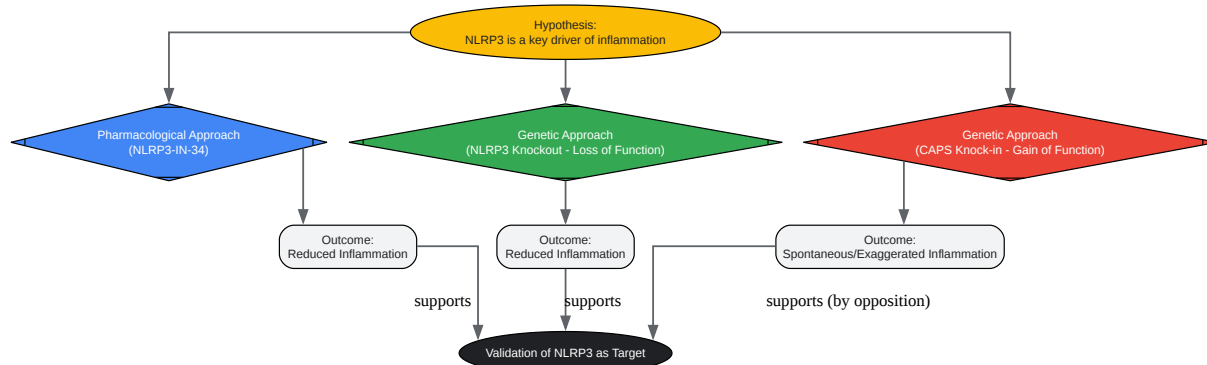 Hypothesis:
NLRP3 is a key driver of inflammation
Pharmacological Approach
(NLRP3-IN-34)
Genetic Approach
(NLRP3 Knockout - Loss of Function)
Genetic Approach
(CAPS Knock-in - Gain of Function)
Outcome:
Reduced Inflammation
Outcome:
Reduced Inflammation
Outcome:
Spontaneous/Exaggerated Inflammation
supports
supports
supports (by opposition)
Validation of NLRP3 as Target